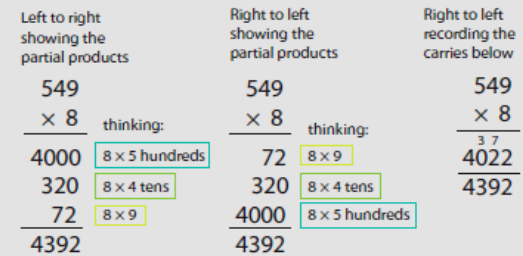 Left to right
showing the
partial products
549
× 8
thinking:
4000 8 × 5 hundreds
320 8 × 4 tens
72 8 × 9
4392
Right to left
showing the
partial products
549
× 8
thinking:
72 8 × 9
320 8 × 4 tens
4000 8 × 5 hundreds
4392
Right to left
recording the
carries below
549
× 8
3 7
4022
4392